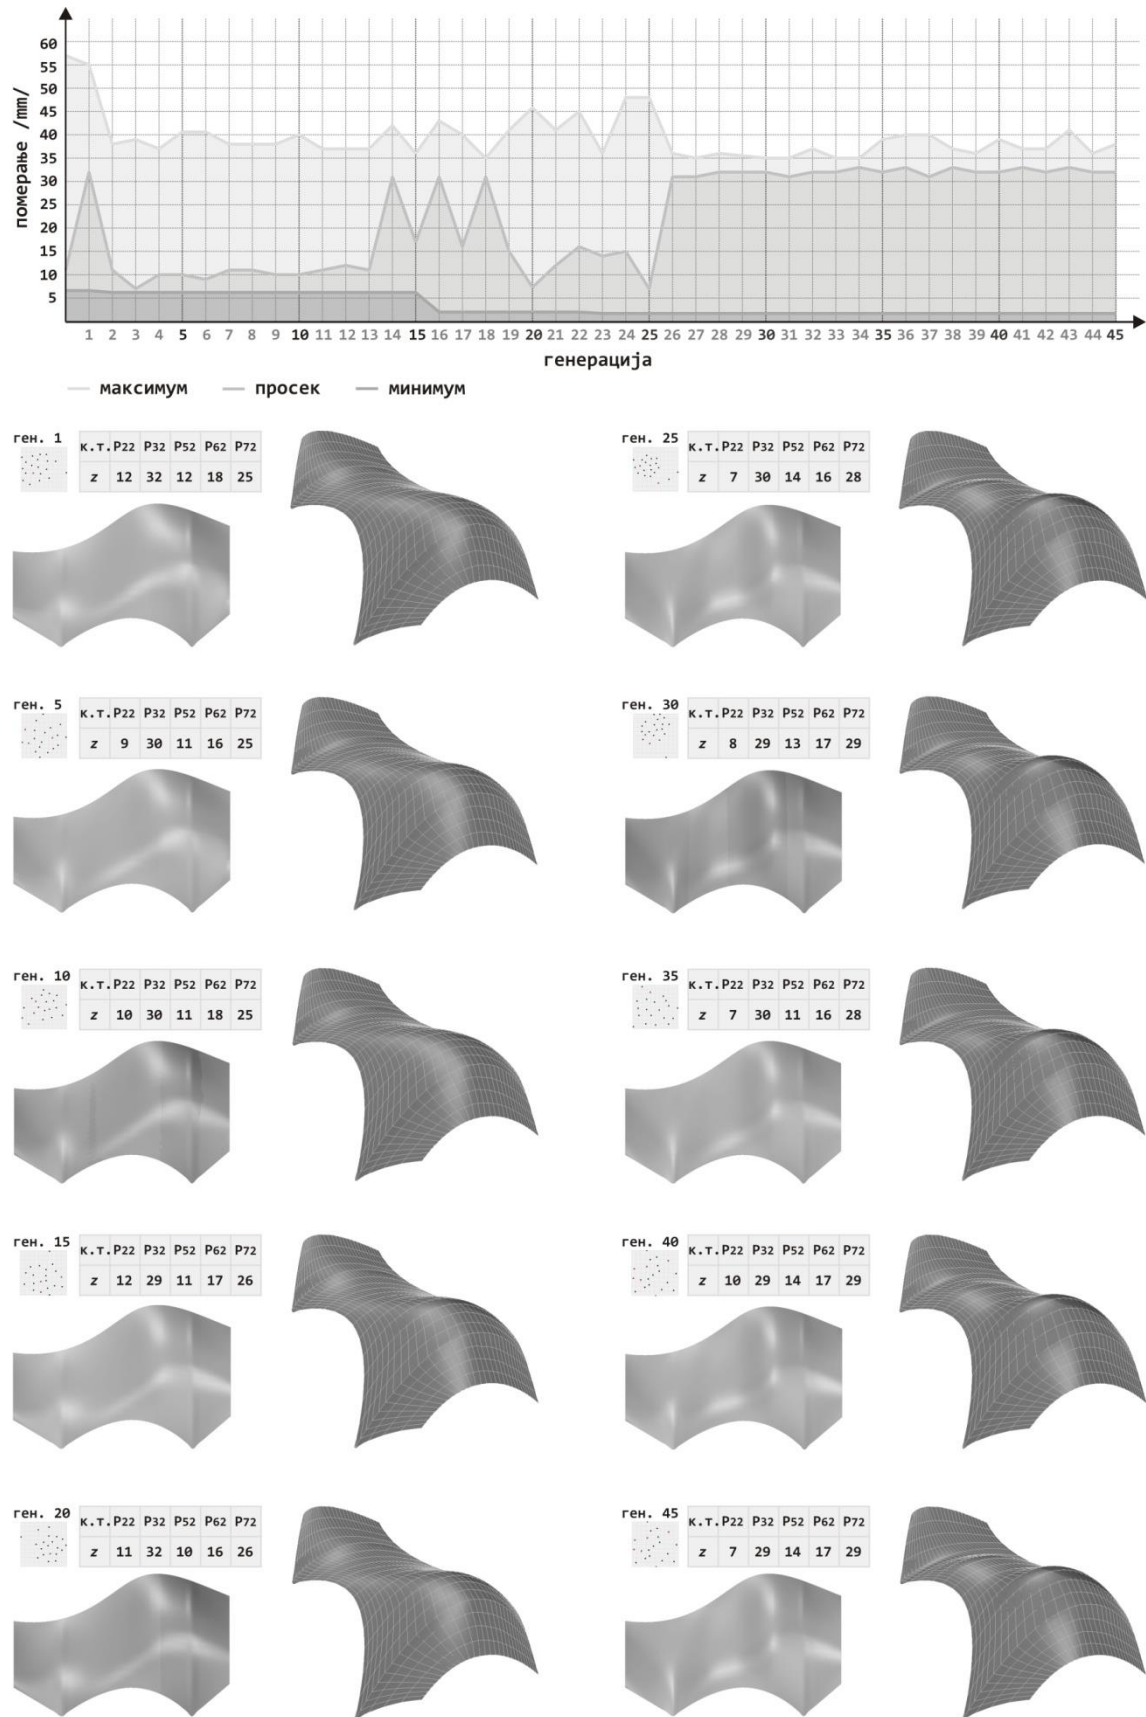 60
55
50
45
40
35
30
25
20
15
10
5
померање /mm/
1 2 3 4 5 6 7 8 9 10 11 12 13 14 15 16 17 18 19 20 21 22 23 24 25 26 27 28 29 30 31 32 33 34 35 36 37 38 39 40 41 42 43 44 45
генерација
максимум просек минимум
ген. 1
к.т. P22 P32 P52 P62 P72
z 12 32 12 18 25
ген. 25
к.т. P22 P32 P52 P62 P72
z 7 30 14 16 28
ген. 5
к.т. P22 P32 P52 P62 P72
z 9 30 11 16 25
ген. 30
к.т. P22 P32 P52 P62 P72
z 8 29 13 17 29
ген. 10
к.т. P22 P32 P52 P62 P72
z 10 30 11 18 25
ген. 35
к.т. P22 P32 P52 P62 P72
z 7 30 11 16 28
ген. 15
к.т. P22 P32 P52 P62 P72
z 12 29 11 17 26
ген. 40
к.т. P22 P32 P52 P62 P72
z 10 29 14 17 29
ген. 20
к.т. P22 P32 P52 P62 P72
z 11 32 10 16 26
ген. 45
к.т. P22 P32 P52 P62 P72
z 7 29 14 17 29